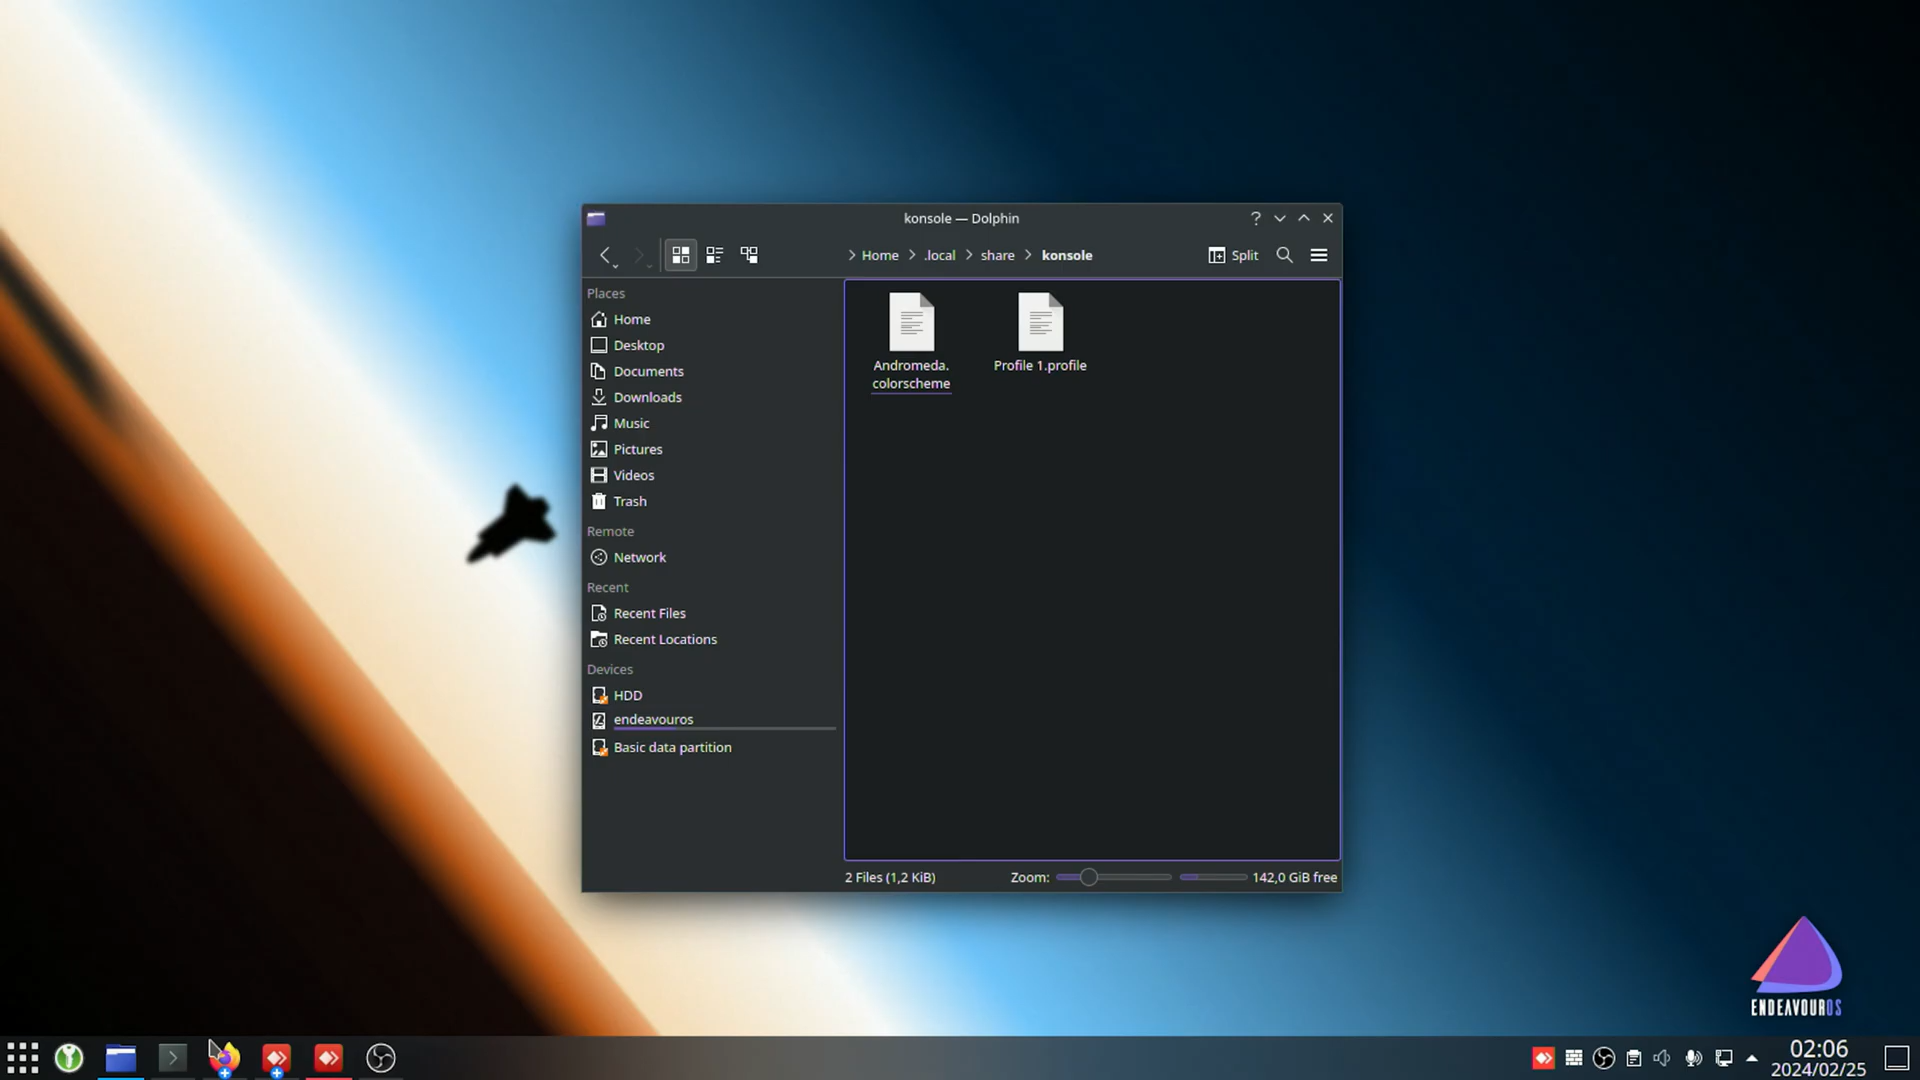 konsole — Dolphin
Home
.local
share
konsole
Split
Places
Home
Desktop
Documents
Downloads
Music
Pictures
Videos
Trash
Remote
Network
Recent
Recent Files
Recent Locations
Devices
HDD
endeavouros
Basic data partition
Andromeda.
colorscheme
Profile 1.profile
2 Files (1,2 KiB)
Zoom:
142,0 GiB free
ENDEAVOUROS
02:06
2024/02/25